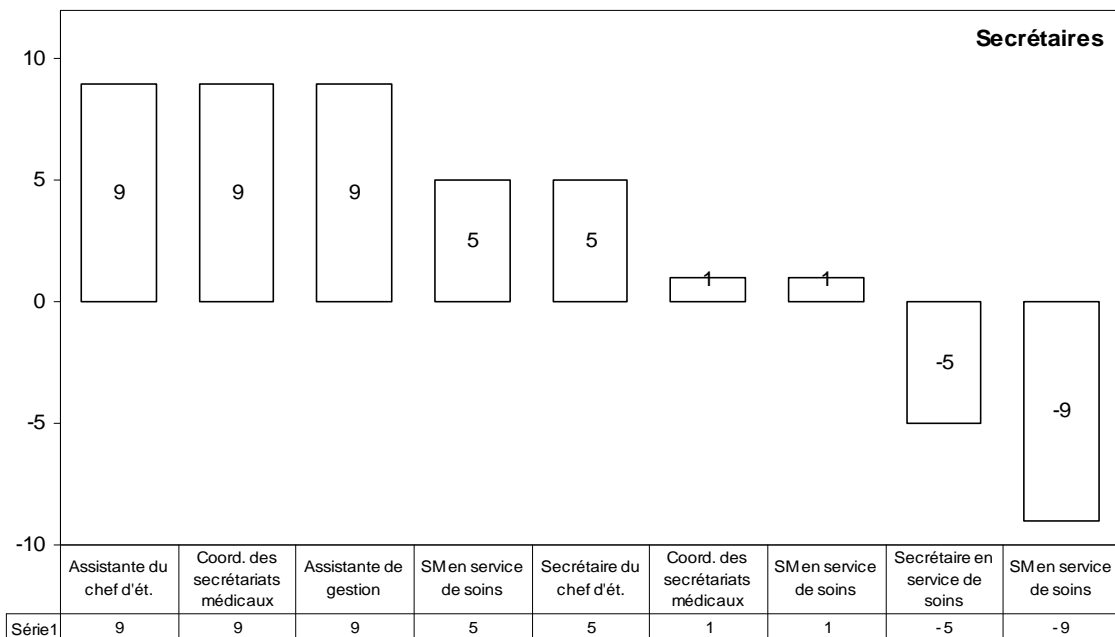 Secrétaires
10
5
0
-5
-10
9
9
9
5
5
1
1
-5
-9
Assistante du chef d'ét.
Coord. des secrétariats médicaux
Assistante de gestion
SM en service de soins
Secrétaire du chef d'ét.
Coord. des secrétariats médicaux
SM en service de soins
Secrétaire en service de soins
SM en service de soins
Série1 9 9 9 5 5 1 1 -5 -9